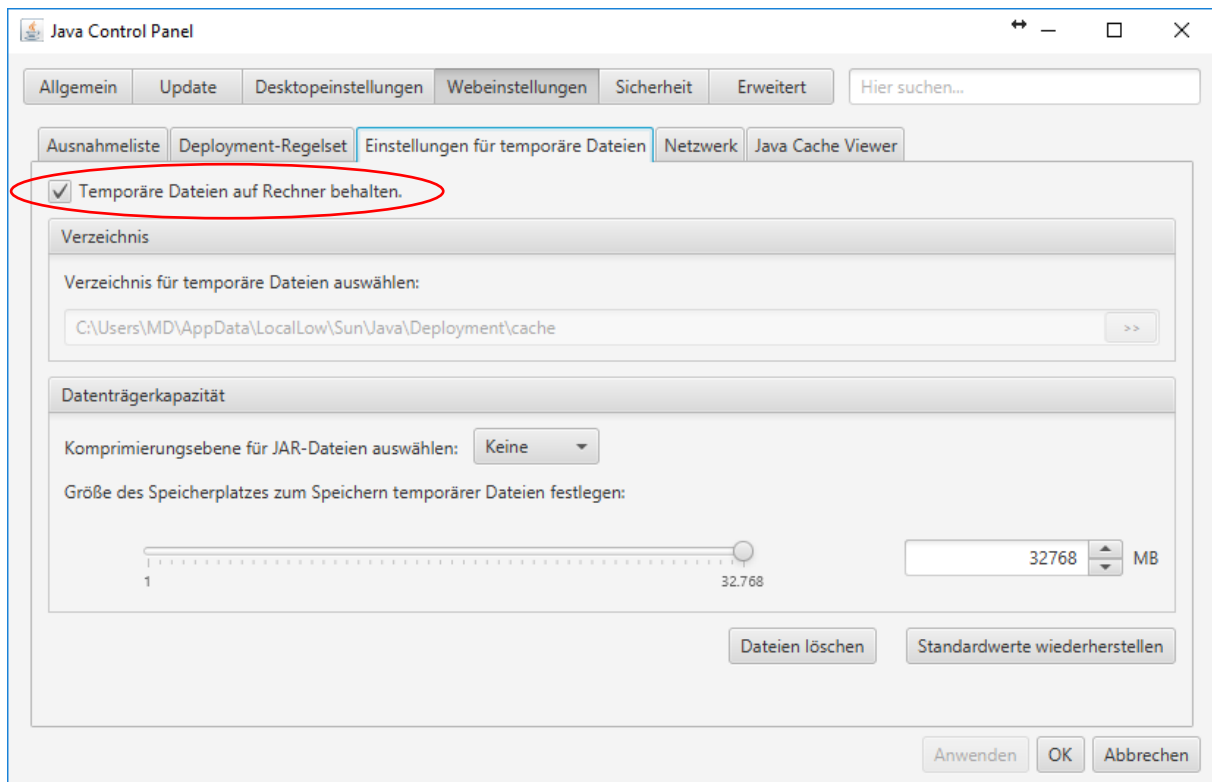 Java Control Panel
Allgemein Update Desktopeinstellungen Webeinstellungen Sicherheit Erweitert Hier suchen...
Ausnahmeliste Deployment-Regelset Einstellungen für temporäre Dateien Netzwerk Java Cache Viewer
Temporäre Dateien auf Rechner behalten.
Verzeichnis
Verzeichnis für temporäre Dateien auswählen:
C:\Users\MD\AppData\LocalLow\Sun\Java\Deployment\cache >>
Datenträgerkapazität
Komprimierungsebene für JAR-Dateien auswählen: Keine
Größe des Speicherplatzes zum Speichern temporärer Dateien festlegen:
32768 MB
1 32.768
Dateien löschen Standardwerte wiederherstellen
Anwenden OK Abbrechen